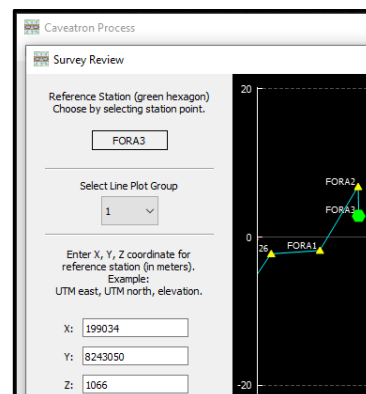 Caveatron Process
Survey Review
Reference Station (green hexagon)
Choose by selecting station point.
FORA3
Select Line Plot Group
1
Enter X, Y, Z coordinate for
reference station (in meters).
Example:
UTM east, UTM north, elevation.
X: 199034
Y: 8243050
Z: 1066
20
FORA2
FORA3
0
26
FORA1
-20